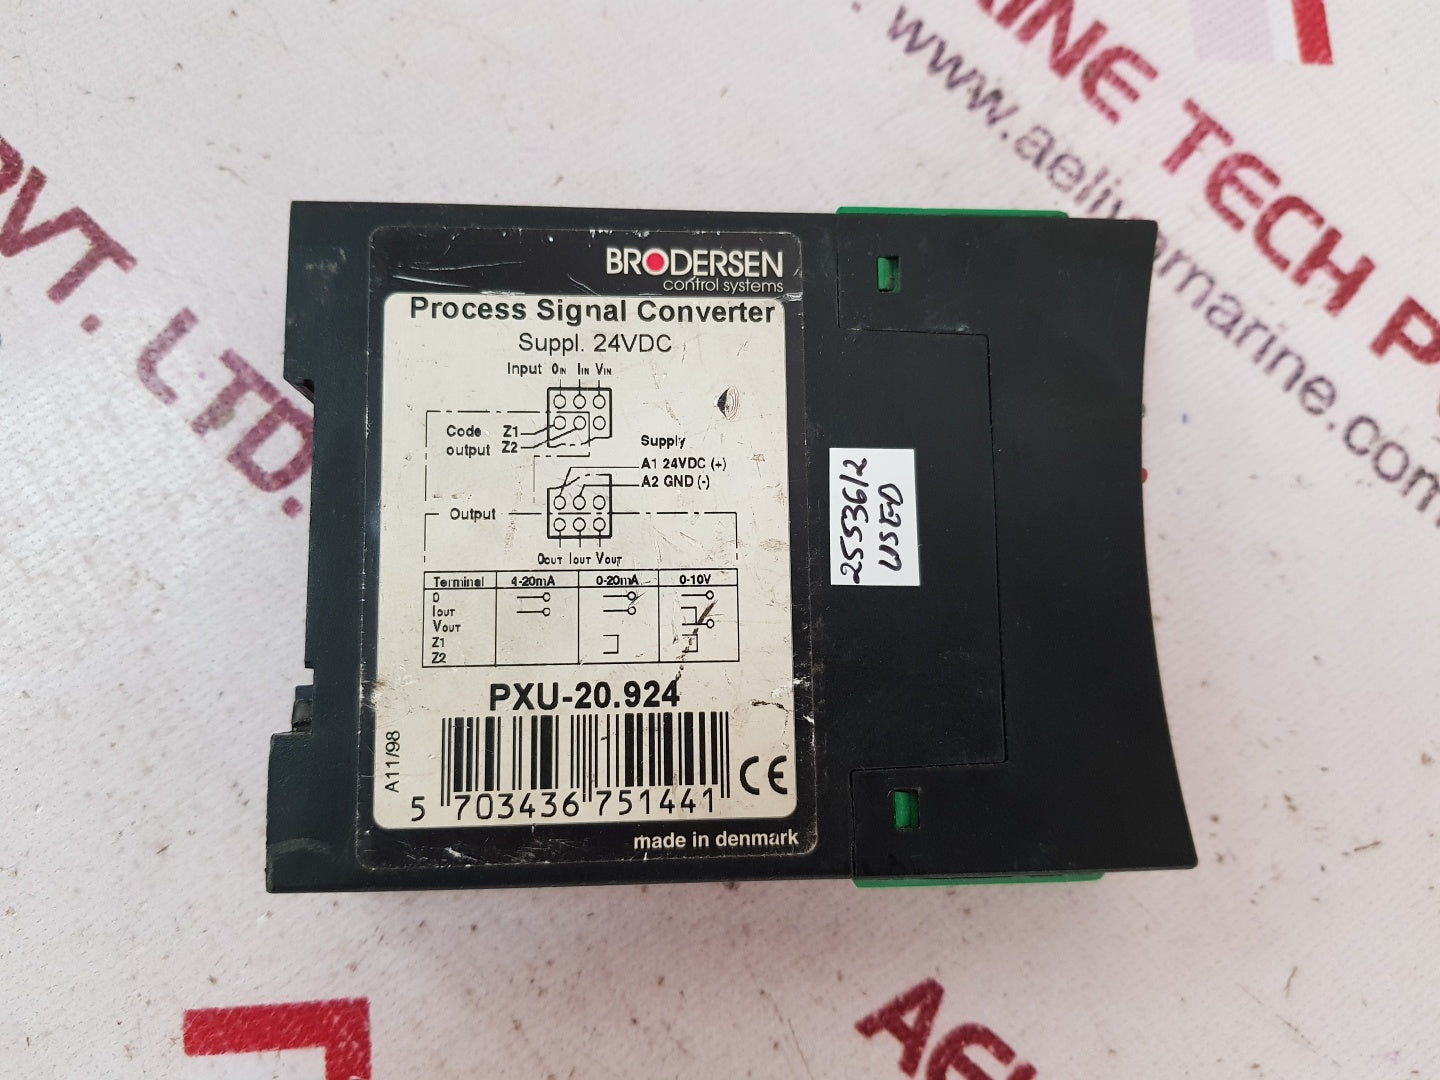 BRODERSEN
control systems
Process Signal Converter
Suppl. 24VDC
Input 0IN IIN VIN
Code output Z1 Z2
Supply
A1 24VDC (+)
A2 GND (-)
Output
0OUT IOUT VOUT
Terminal 4-20mA 0-20mA 0-10V
0
IOUT
VOUT
Z1
Z2
PXU-20.924
A11/98
5 703436 751441
CE
made in denmark
2553612
USED
PVT. LTD.
www.aelivemarine.com
TECH